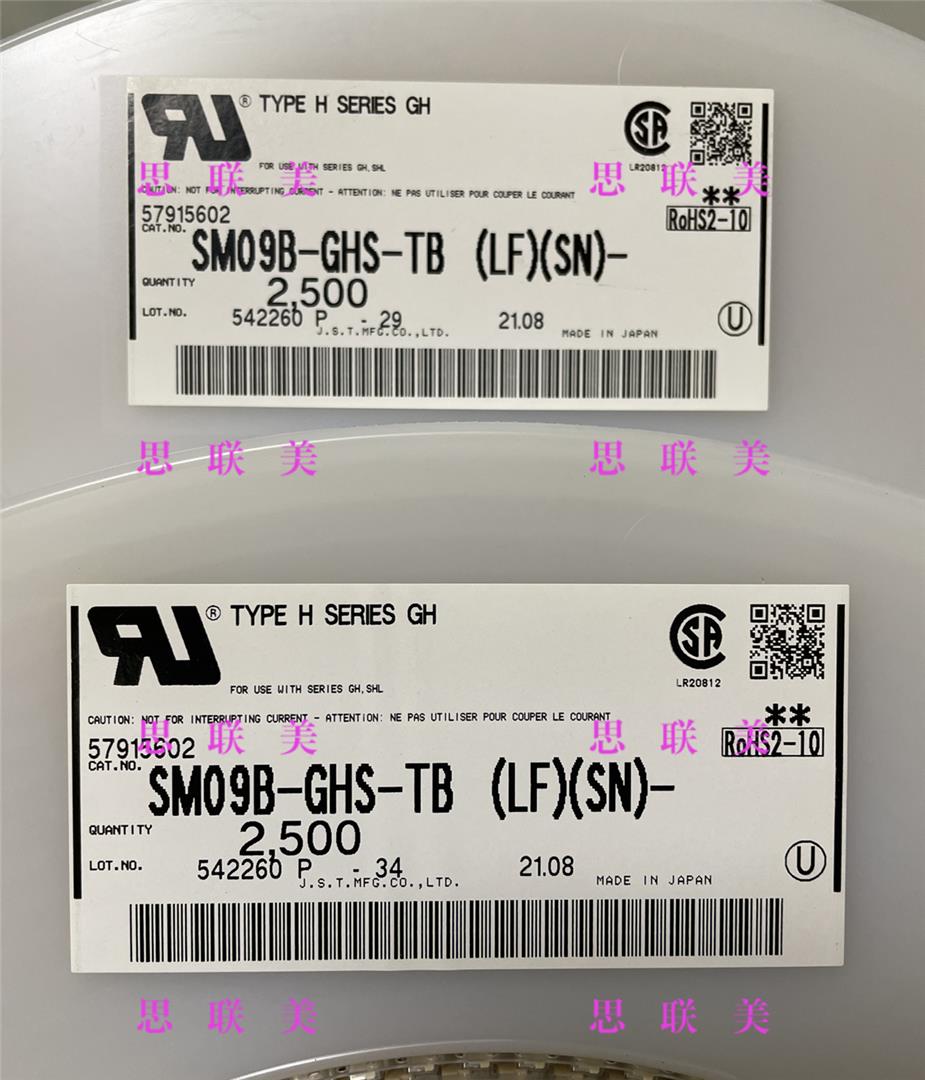 RU ® TYPE H SERIES GH
SA
LR20812
FOR USE WITH SERIES GH,SHL
思联美 思联美
CAUTION: NOT FOR INTERRUPTING CURRENT - ATTENTION: NE PAS UTILISER POUR COUPER LE COURANT
**
57915602
RoHS2-10
CAT.NO. SM09B-GHS-TB (LF)(SN)-
QUANTITY 2,500
LOT.NO. 542260 P - 29 21.08 U
J.S.T.MFG.CO.,LTD. MADE IN JAPAN
思联美 思联美
RU ® TYPE H SERIES GH
SA
LR20812
FOR USE WITH SERIES GH,SHL
CAUTION: NOT FOR INTERRUPTING CURRENT - ATTENTION: NE PAS UTILISER POUR COUPER LE COURANT
**
思联美 思联美
57915602
RoHS2-10
CAT.NO. SM09B-GHS-TB (LF)(SN)-
QUANTITY 2,500
LOT.NO. 542260 P - 34 21.08 U
J.S.T.MFG.CO.,LTD. MADE IN JAPAN
思联美 思联美